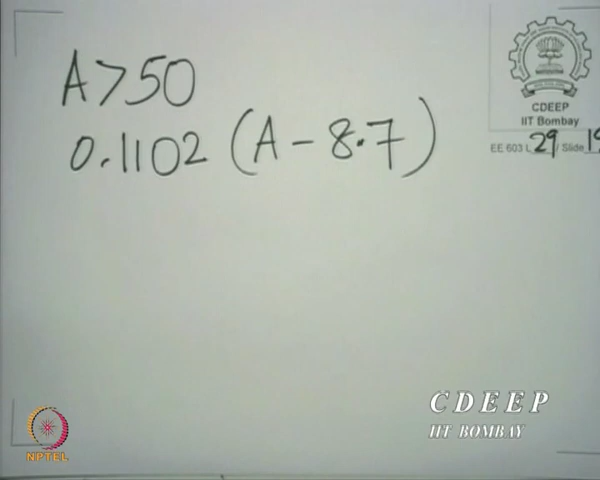 A>50
0.1102 (A - 8.7)
CDEEP
IIT Bombay
EE 603 L 29 / Slide 19
CDEEP
IIT BOMBAY
NPTEL